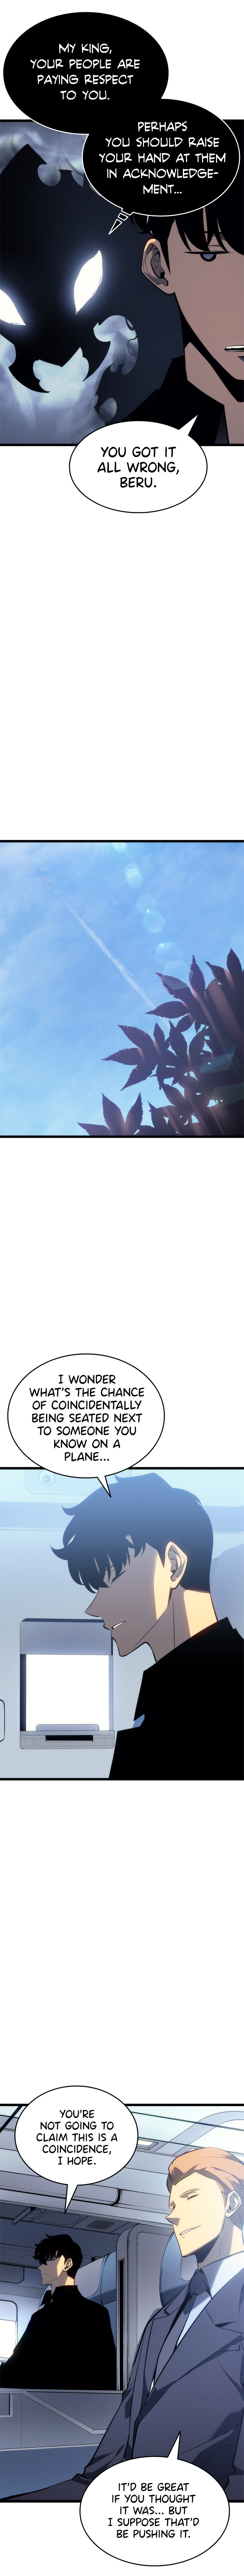 MY KING,
YOUR PEOPLE ARE
PAYING RESPECT
TO YOU.
PERHAPS
YOU SHOULD RAISE
YOUR HAND AT THEM
IN ACKNOWLEDGE-
MENT...
YOU GOT IT
ALL WRONG,
BERU.
I WONDER
WHAT'S THE CHANCE
OF COINCIDENTALLY
BEING SEATED NEXT
TO SOMEONE YOU
KNOW ON A
PLANE...
YOU'RE
NOT GOING TO
CLAIM THIS IS A
COINCIDENCE,
I HOPE.
IT'D BE GREAT
IF YOU THOUGHT
IT WAS... BUT
I SUPPOSE THAT'D
BE PUSHING IT.